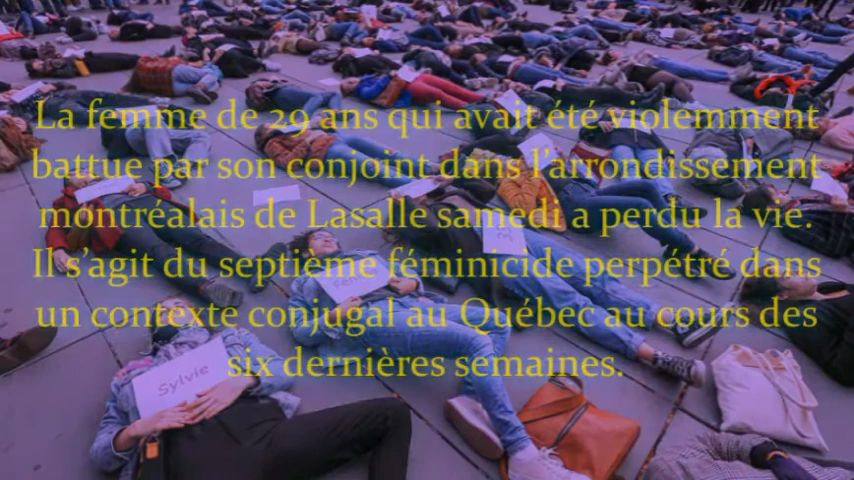 La femme de 29 ans qui avait été violemment
battue par son conjoint dans l'arrondissement
montréalais de Lasalle samedi a perdu la vie.
Il s'agit du septième féminicide perpétré dans
un contexte conjugal au Québec au cours des
six dernières semaines.
Sylvie